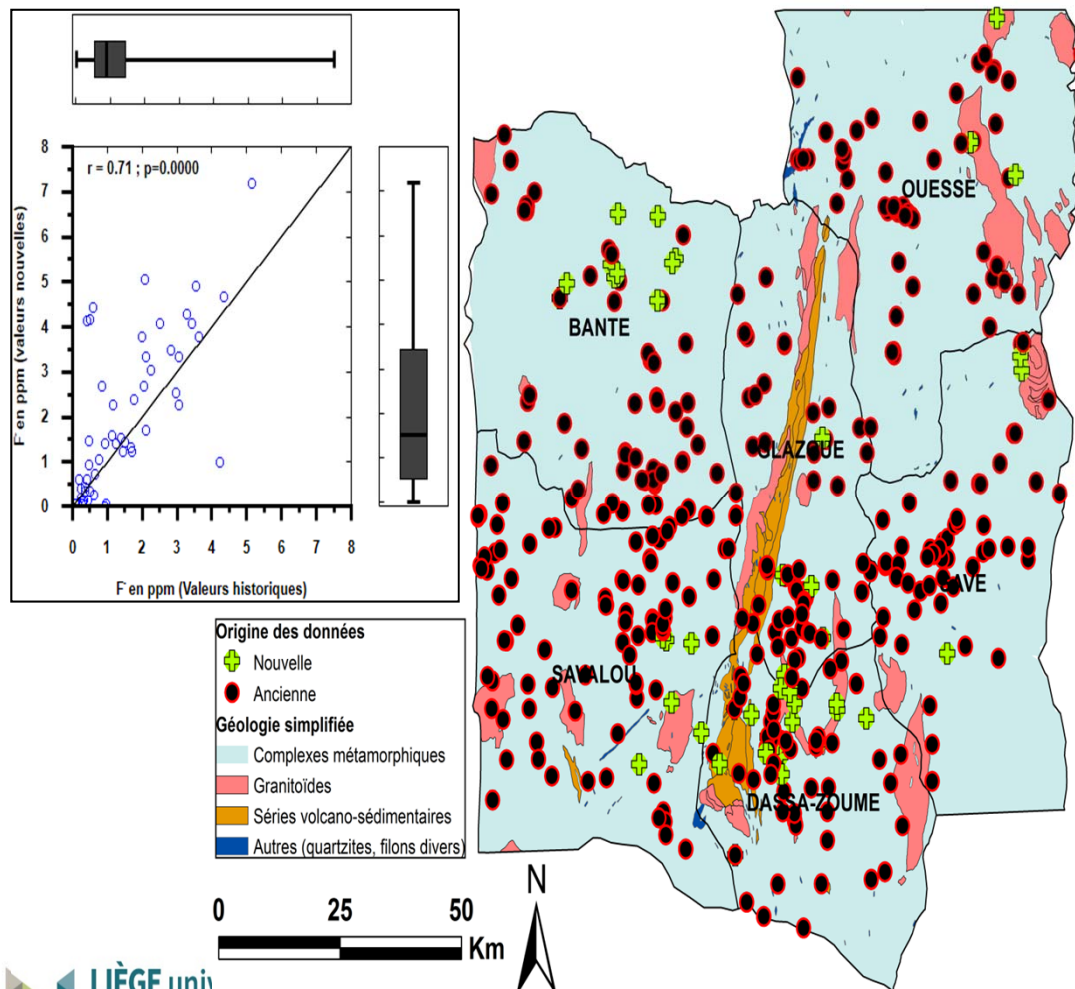 r = 0.71 ; p=0.0000
F⁻ en ppm (valeurs nouvelles)
8
7
6
5
4
3
2
1
0
0 1 2 3 4 5 6 7 8
F⁻ en ppm (Valeurs historiques)
OUESSE
BANTE
GLAZOUE
SAVE
SAVALOU
DASSA-ZOUME
Origine des données
Nouvelle
Ancienne
Géologie simplifiée
Complexes métamorphiques
Granitoïdes
Séries volcano-sédimentaires
Autres (quartzites, filons divers)
N
0 25 50
Km
LIÈGE